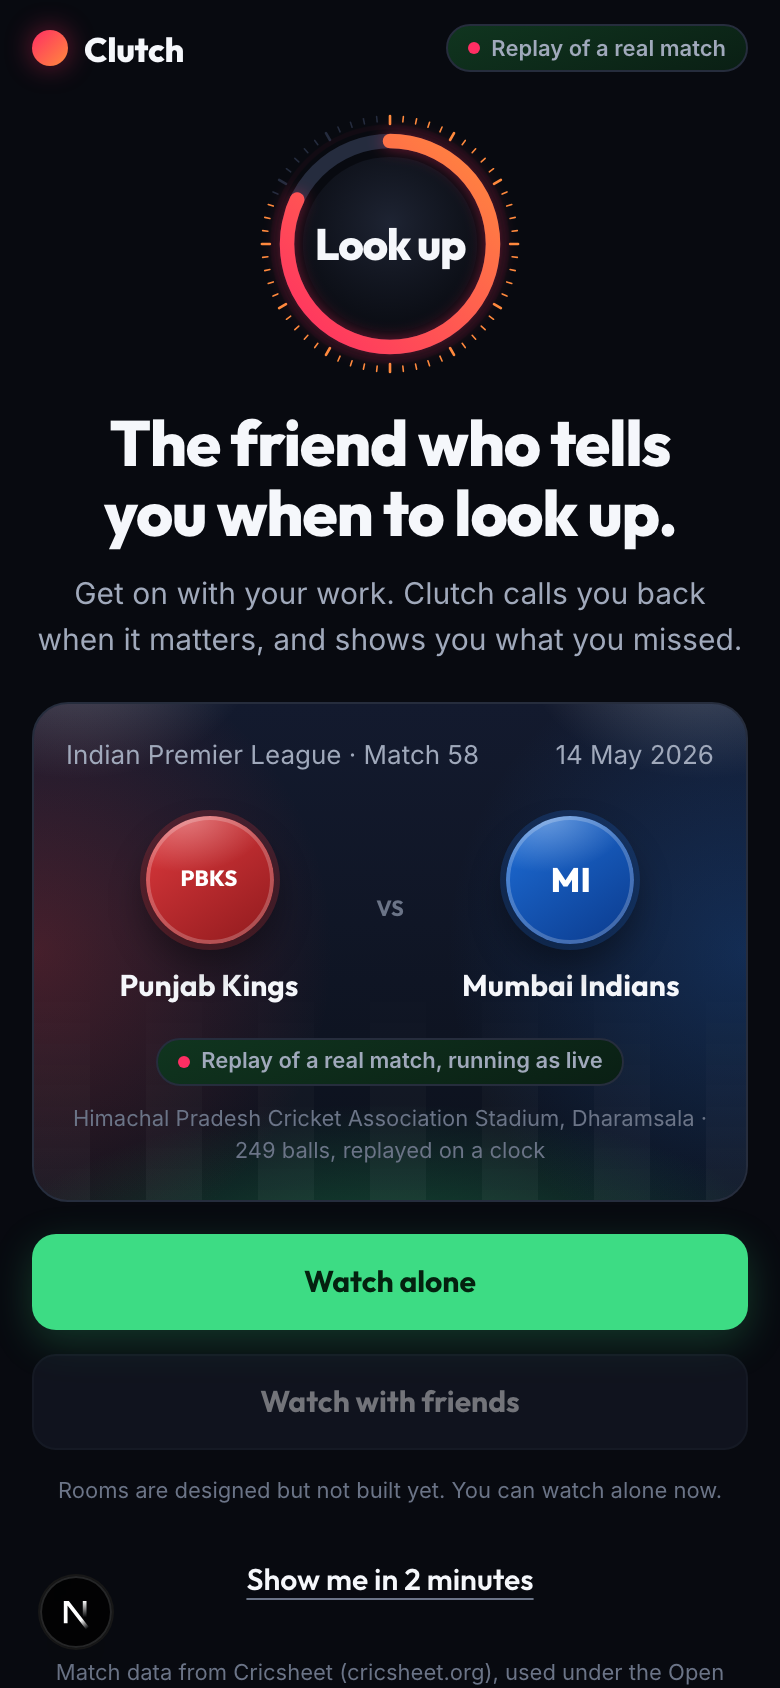 Clutch
Replay of a real match
Look up
The friend who tells
you when to look up.
Get on with your work. Clutch calls you back
when it matters, and shows you what you missed.
Indian Premier League · Match 58
14 May 2026
PBKS
MI
VS
Punjab Kings
Mumbai Indians
Replay of a real match, running as live
Himachal Pradesh Cricket Association Stadium, Dharamsala ·
249 balls, replayed on a clock
Watch alone
Watch with friends
Rooms are designed but not built yet. You can watch alone now.
Show me in 2 minutes
N
Match data from Cricsheet (cricsheet.org), used under the Open